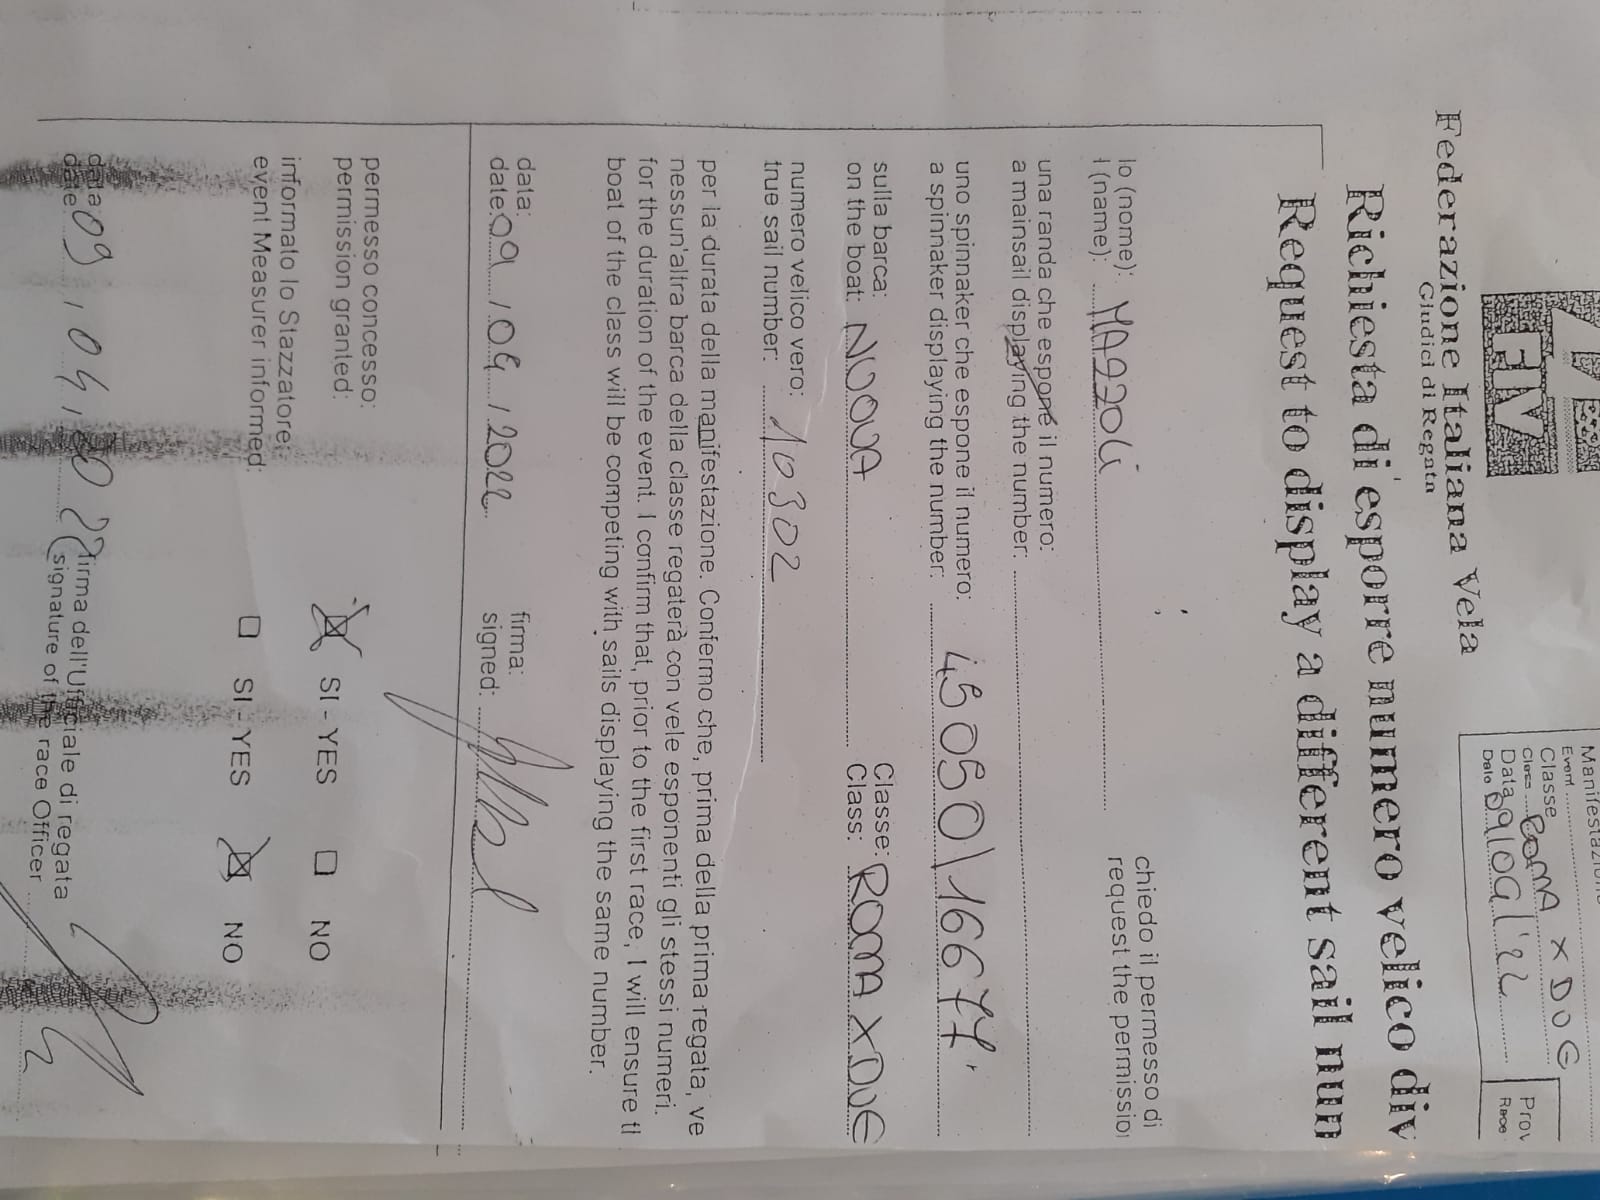 FIV
Federazione Italiana Vela
Giudici di Regata
Manifestazione
Event
Classe
Class ROMA X DUE
Data
Date 09/04/'22
Prov
Race
Richiesta di esporre numero velico div
Request to display a different sail num
Io (nome):
I (name): MAZZOLI
chiedo il permesso di
request the permission
una randa che espone il numero:
a mainsail displaying the number:
uno spinnaker che espone il numero:
a spinnaker displaying the number: 45050\16677
sulla barca:
on the boat: NUOVA
Classe:
Class: ROMA X DUE
numero velico vero:
true sail number: 10302
per la durata della manifestazione. Confermo che, prima della prima regata, ve
nessun'altra barca della classe regaterà con vele esponenti gli stessi numeri.
for the duration of the event. I confirm that, prior to the first race, I will ensure t
boat of the class will be competing with sails displaying the same number.
data:
date: 09 / 04 / 2022
firma:
signed:
permesso concesso:
permission granted:
SI - YES NO
informato lo Stazzatore:
event Measurer informed:
SI - YES NO
data:
date: 09 / 04 / 2022
firma dell'Ufficiale di regata
(signature of the race Officer